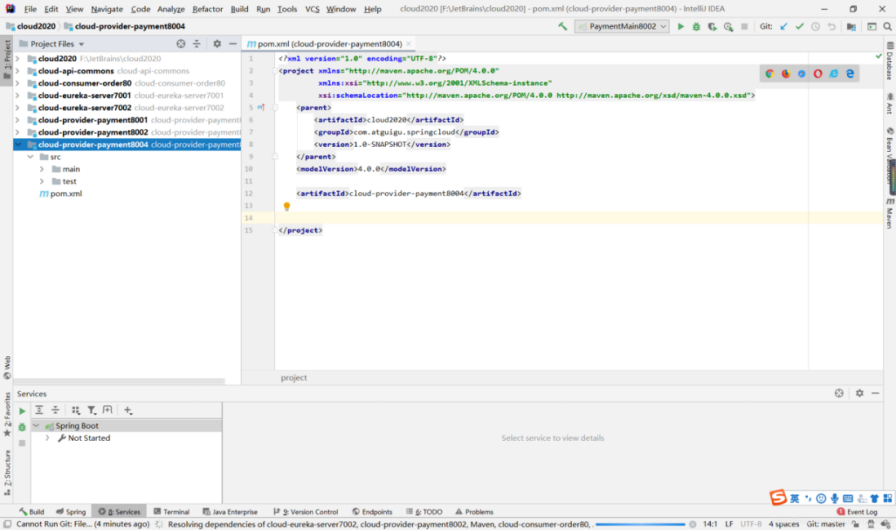 File Edit View Navigate Code Analyze Refactor Build Run Tools VCS Window Help cloud2020 [F:\JetBrains\cloud2020] - pom.xml (cloud-provider-payment8004) - IntelliJ IDEA
cloud2020 cloud-provider-payment8004 PaymentMain8002 Git:
Project Files pom.xml (cloud-provider-payment8004)
1: Project
cloud2020 F:\JetBrains\cloud2020
cloud-api-commons cloud-api-commons
cloud-consumer-order80 cloud-consumer-order80
cloud-eureka-server7001 cloud-eureka-server7001
cloud-eureka-server7002 cloud-eureka-server7002
cloud-provider-payment8001 cloud-provider-payment
cloud-provider-payment8002 cloud-provider-payment
cloud-provider-payment8004 cloud-provider-payment
src
main
test
pom.xml
1 <?xml version="1.0" encoding="UTF-8"?>
2 <project xmlns="http://maven.apache.org/POM/4.0.0"
3 xmlns:xsi="http://www.w3.org/2001/XMLSchema-instance"
4 xsi:schemaLocation="http://maven.apache.org/POM/4.0.0 http://maven.apache.org/xsd/maven-4.0.0.xsd">
5 <parent>
6 <artifactId>cloud2020</artifactId>
7 <groupId>com.atguigu.springcloud</groupId>
8 <version>1.0-SNAPSHOT</version>
9 </parent>
10 <modelVersion>4.0.0</modelVersion>
11
12 <artifactId>cloud-provider-payment8004</artifactId>
13
14
15 </project>
project
Database
Ant
Bean
Maven
Web
2: Favorites
7: Structure
Services
Spring Boot
Not Started
Select service to view details
英
Build Spring 8: Services Terminal Java Enterprise 9: Version Control Endpoints 6: TODO Problems Event Log
Cannot Run Git: File... (4 minutes ago) Resolving dependencies of cloud-eureka-server7002, cloud-provider-payment8002, Maven, cloud-consumer-order80, 14:1 LF UTF-8 4 spaces Git: master